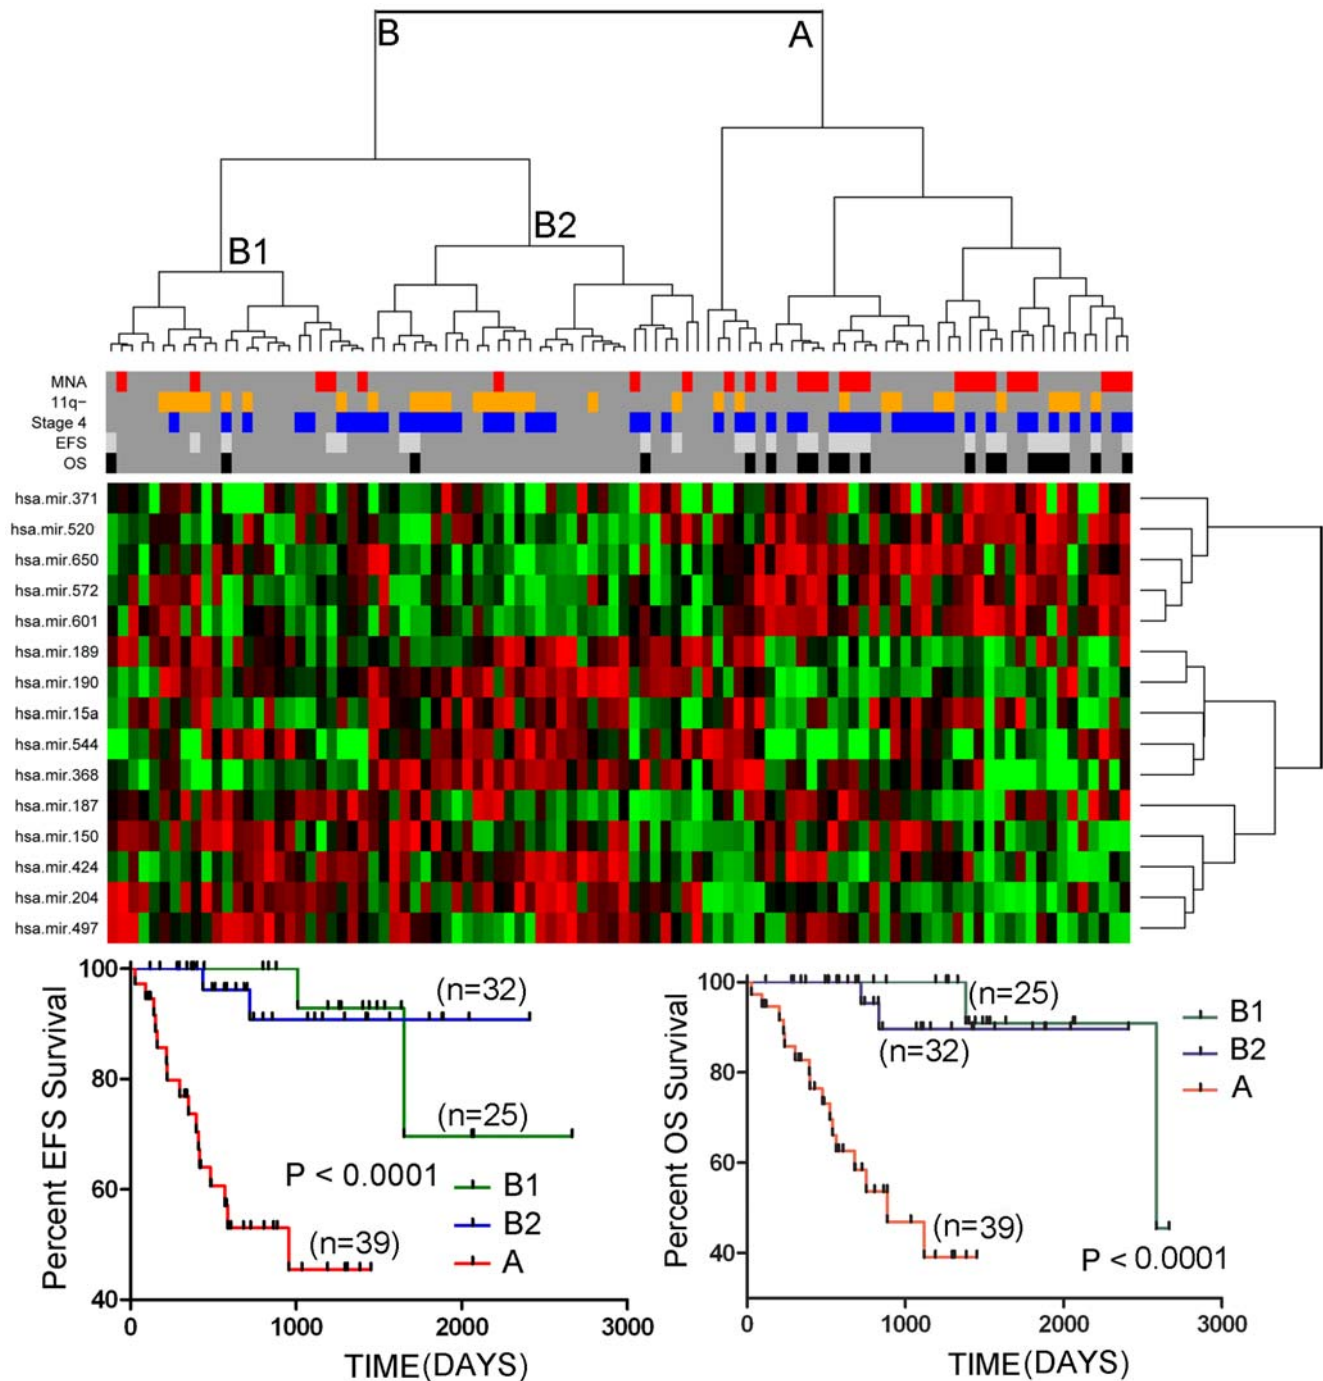 B A
B1 B2
MNA
11q−
Stage 4
EFS
OS
hsa.mir.371
hsa.mir.520
hsa.mir.650
hsa.mir.572
hsa.mir.601
hsa.mir.189
hsa.mir.190
hsa.mir.15a
hsa.mir.544
hsa.mir.368
hsa.mir.187
hsa.mir.150
hsa.mir.424
hsa.mir.204
hsa.mir.497
Percent EFS Survival
100
80
60
40
0 1000 2000 3000
TIME(DAYS)
(n=32)
(n=25)
(n=39)
P < 0.0001
B1
B2
A
Percent OS Survival
100
80
60
40
0 1000 2000 3000
TIME(DAYS)
(n=25)
(n=32)
(n=39)
P < 0.0001
B1
B2
A